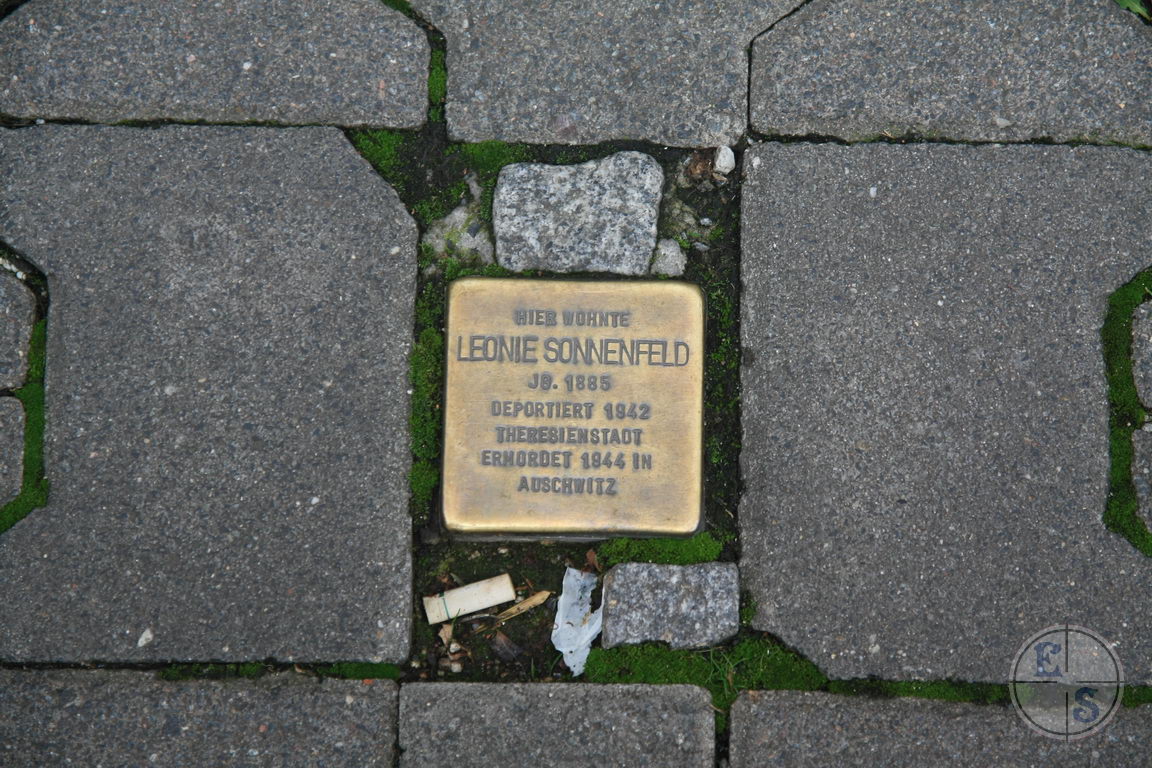 HIER WOHNTE
LEONIE SONNENFELD
JG. 1885
DEPORTIERT 1942
THERESIENSTADT
ERMORDET 1944 IN
AUSCHWITZ
E
S